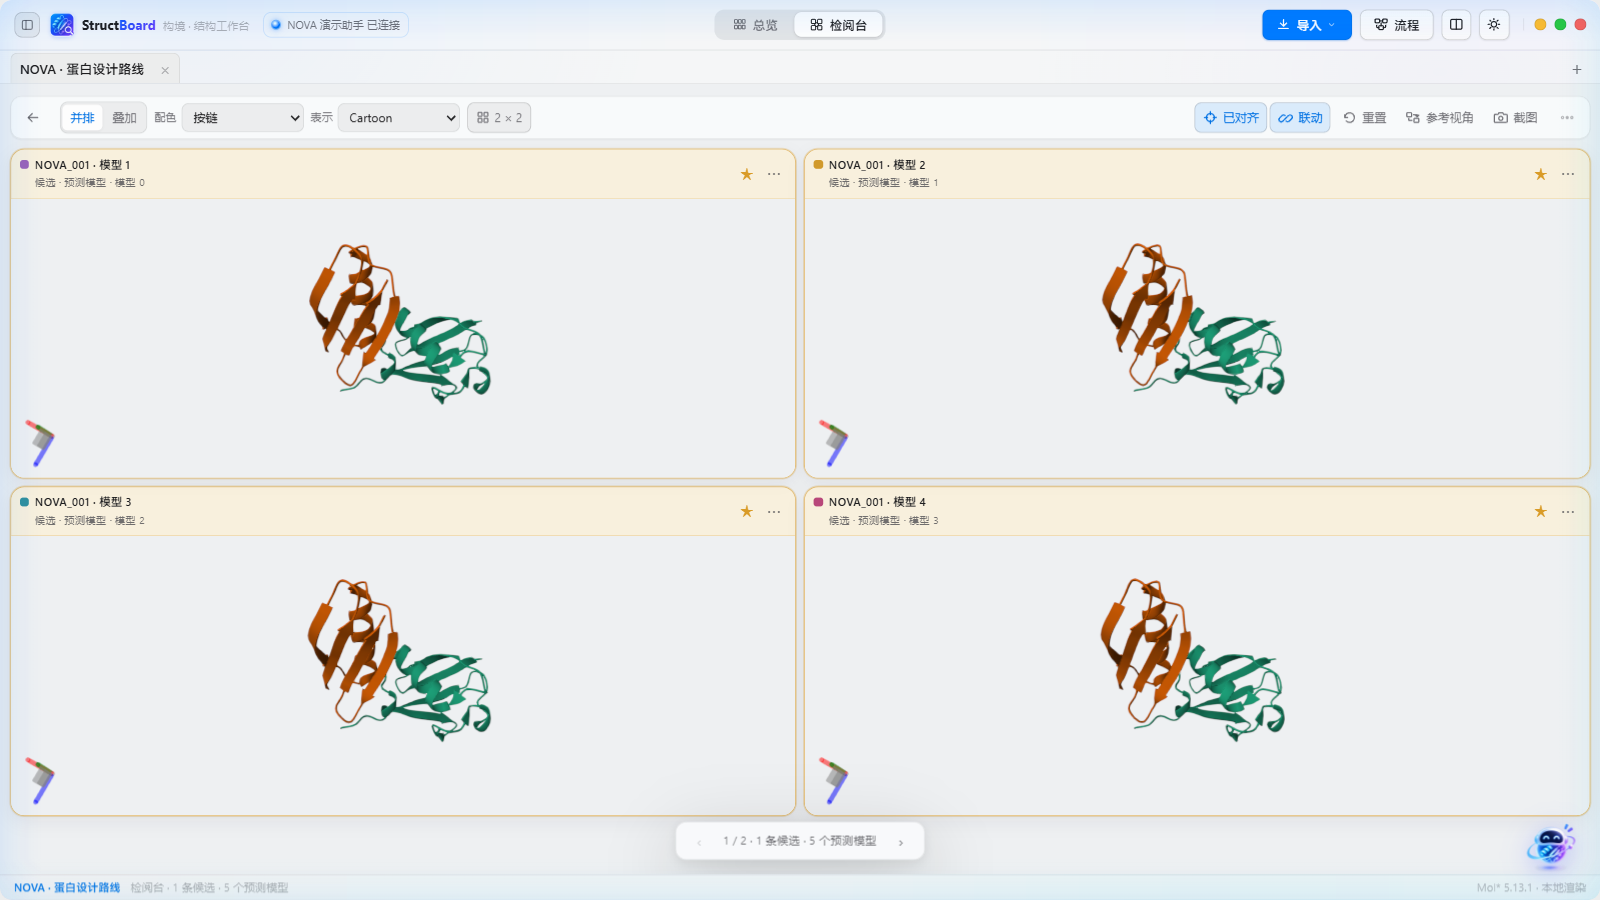 StructBoard 构境 · 结构工作台 NOVA 演示助手 已连接 总览 检阅台 导入 流程
NOVA · 蛋白设计路线 × +
并排 叠加 配色 按链 表示 Cartoon 2 × 2 已对齐 联动 重置 参考视角 截图 ···
NOVA_001 · 模型 1
候选 · 预测模型 · 模型 0
NOVA_001 · 模型 2
候选 · 预测模型 · 模型 1
NOVA_001 · 模型 3
候选 · 预测模型 · 模型 2
NOVA_001 · 模型 4
候选 · 预测模型 · 模型 3
‹ 1 / 2 · 1 条候选 · 5 个预测模型 ›
NOVA · 蛋白设计路线 检阅台 · 1 条候选 · 5 个预测模型 Mol* 5.13.1 · 本地渲染